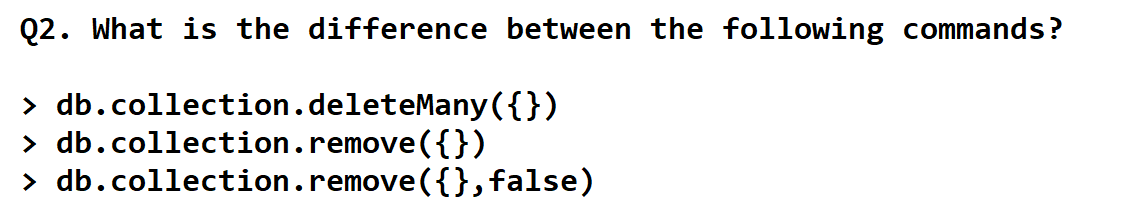 Q2. What is the difference between the following commands?
> db.collection.deleteMany({})
> db.collection.remove({})
> db.collection.remove({},false)